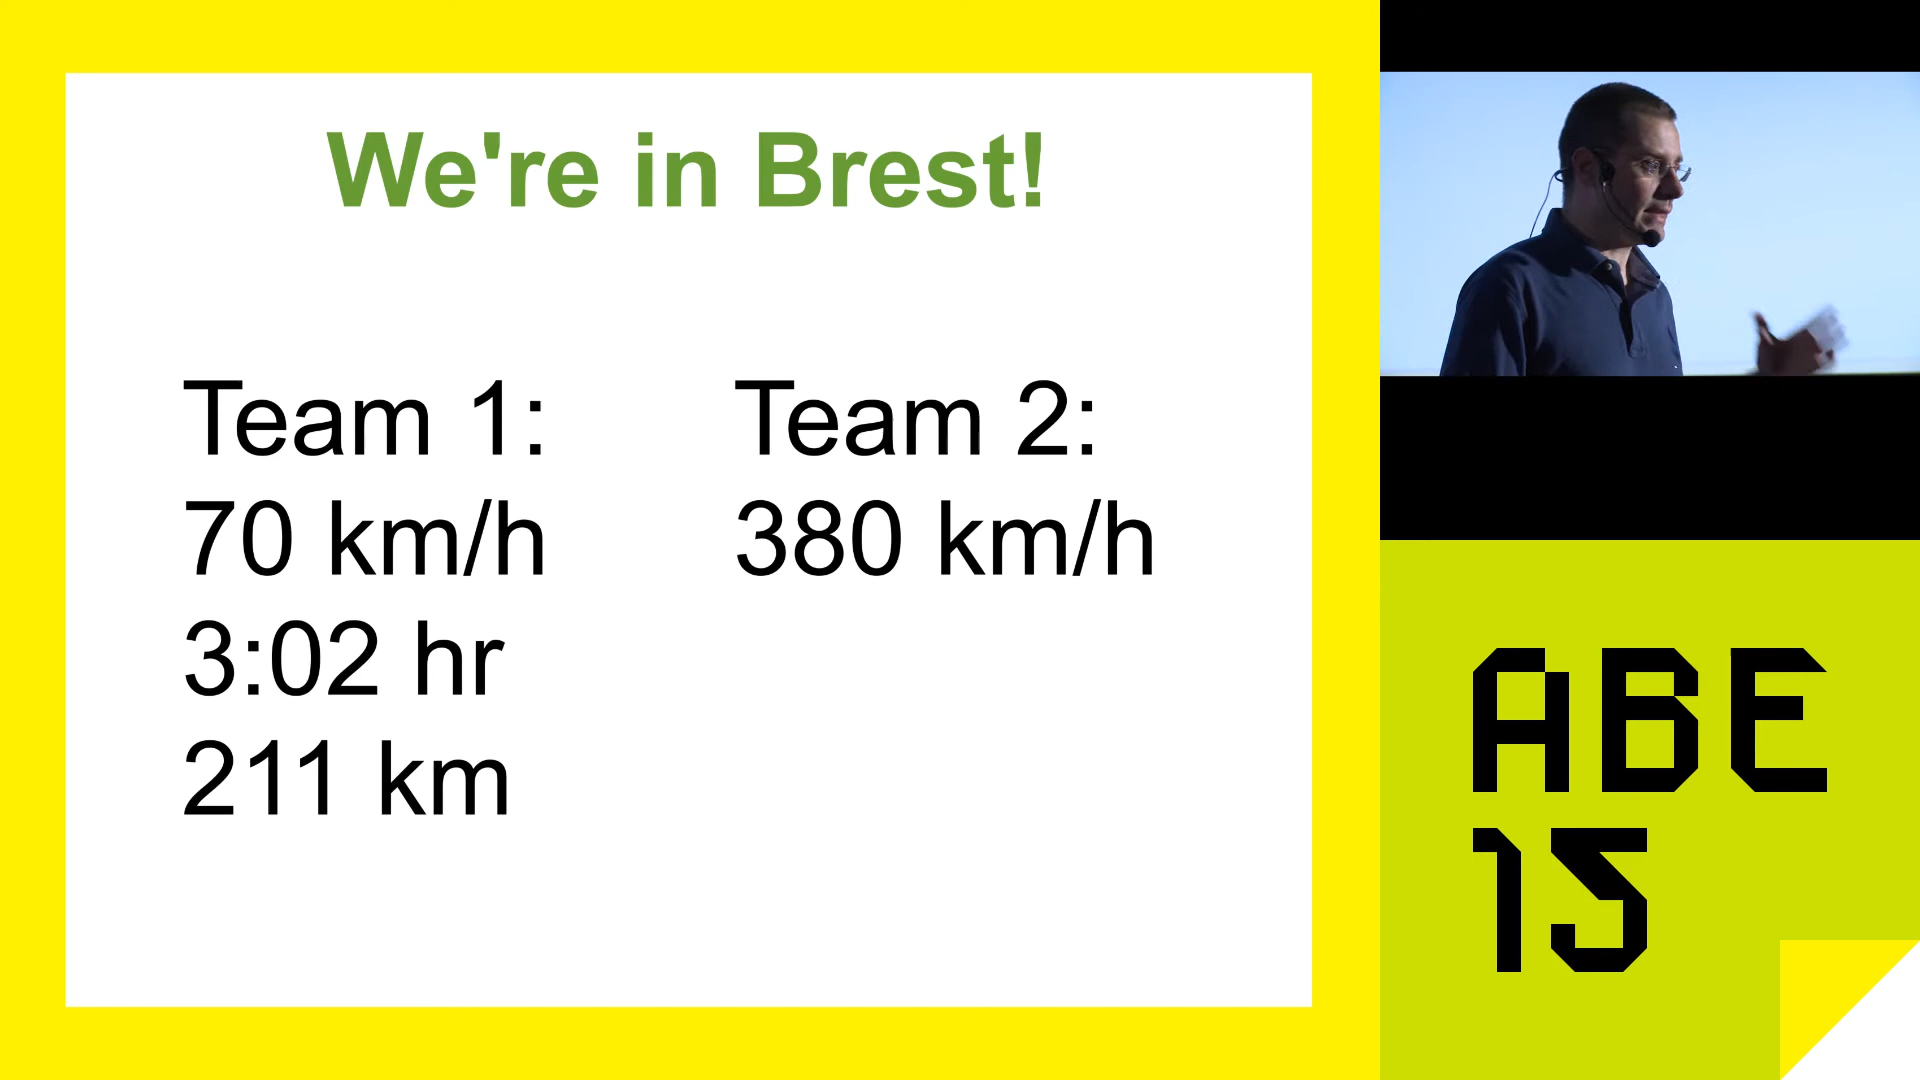 We're in Brest!
Team 1:
70 km/h
3:02 hr
211 km
Team 2:
380 km/h
ABE
15